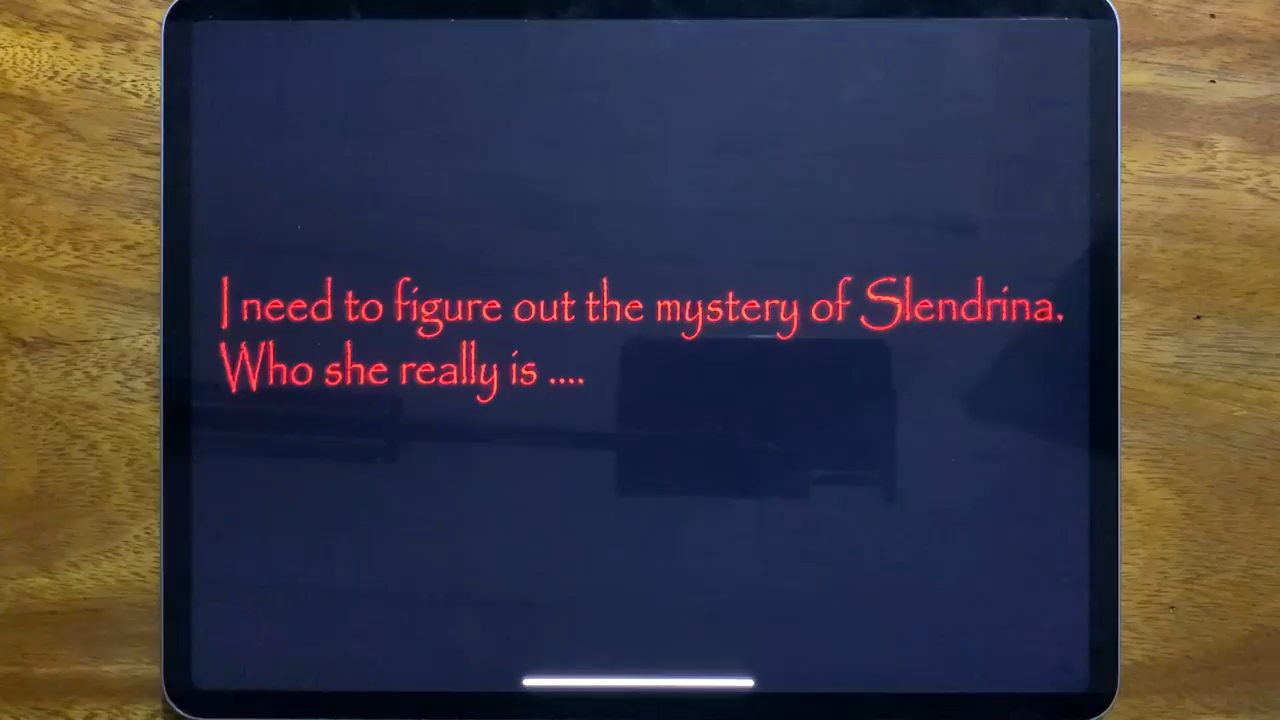 I need to figure out the mystery of Slendrina.
Who she really is ....